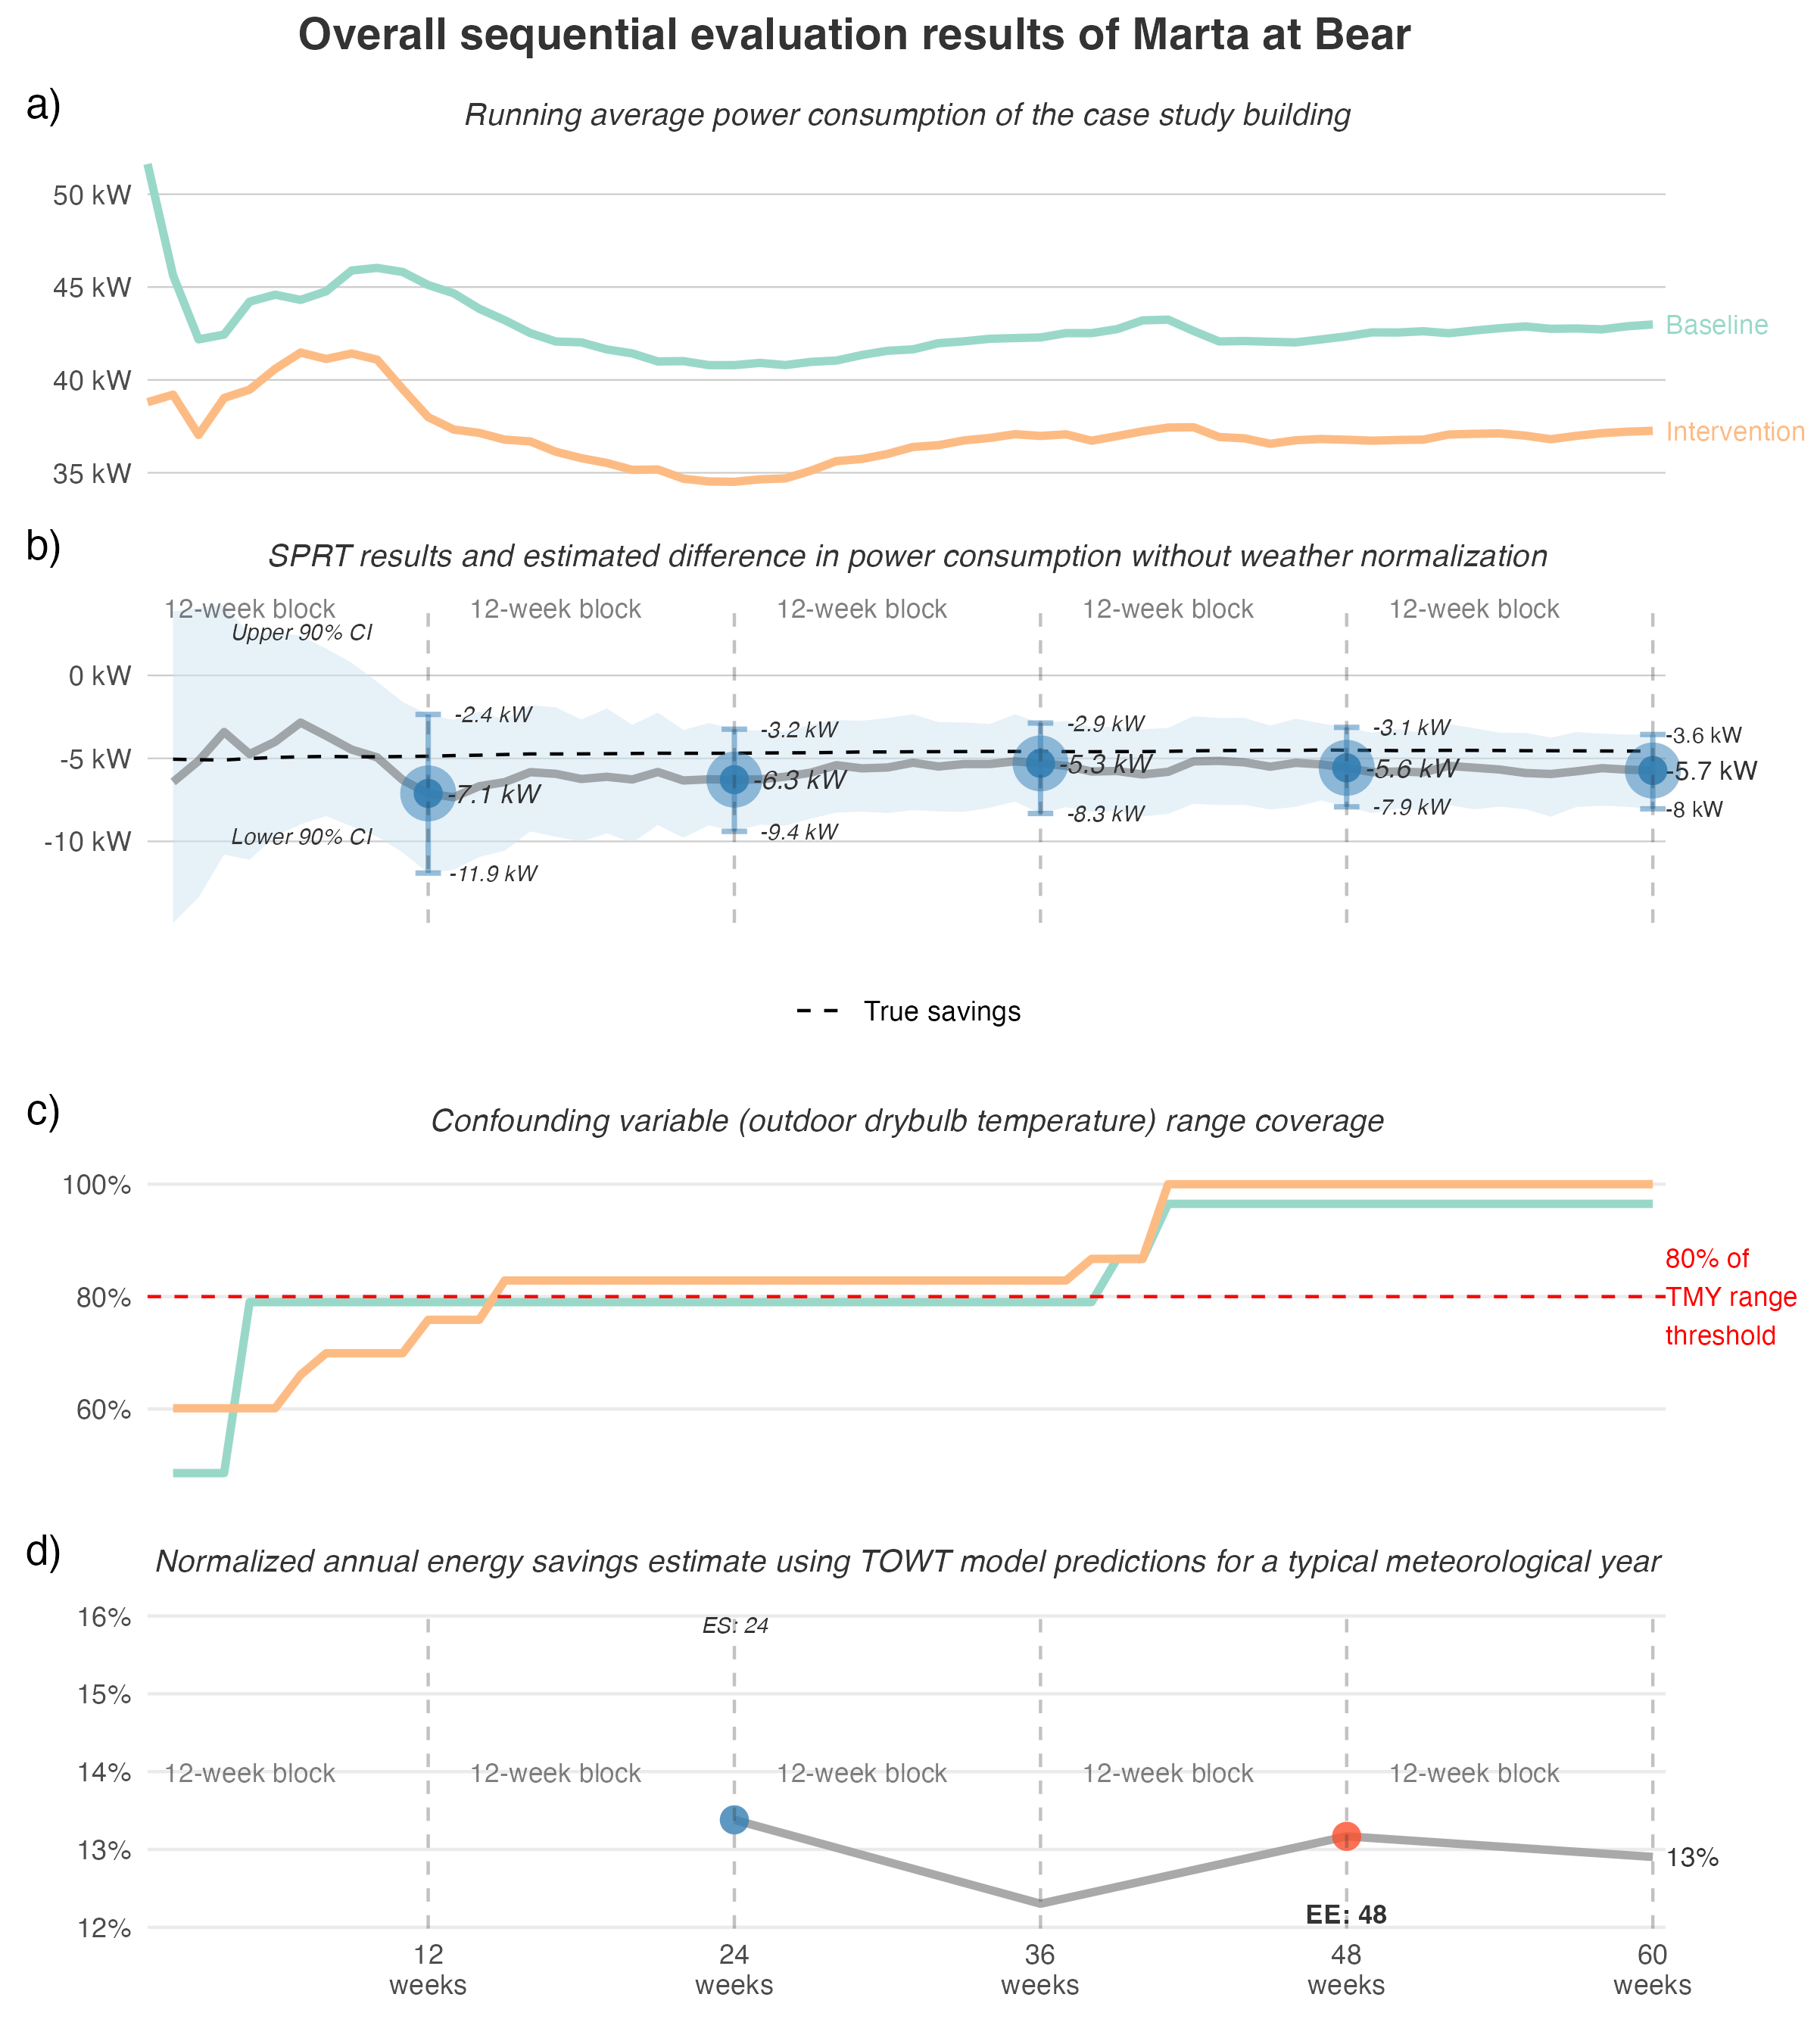 Overall sequential evaluation results of Marta at Bear
a)
Running average power consumption of the case study building
50 kW
45 kW
40 kW
35 kW
Baseline
Intervention
b)
SPRT results and estimated difference in power consumption without weather normalization
12-week block 12-week block 12-week block 12-week block 12-week block
Upper 90% CI
0 kW
-5 kW
-10 kW
Lower 90% CI
-2.4 kW
-7.1 kW
-11.9 kW
-3.2 kW
-6.3 kW
-9.4 kW
-2.9 kW
-5.3 kW
-8.3 kW
-3.1 kW
-5.6 kW
-7.9 kW
-3.6 kW
-5.7 kW
-8 kW
True savings
c)
Confounding variable (outdoor drybulb temperature) range coverage
100%
80%
60%
80% of
TMY range
threshold
d)
Normalized annual energy savings estimate using TOWT model predictions for a typical meteorological year
16%
15%
14%
13%
12%
ES: 24
12-week block 12-week block 12-week block 12-week block 12-week block
13%
EE: 48
12 24 36 48 60
weeks weeks weeks weeks weeks